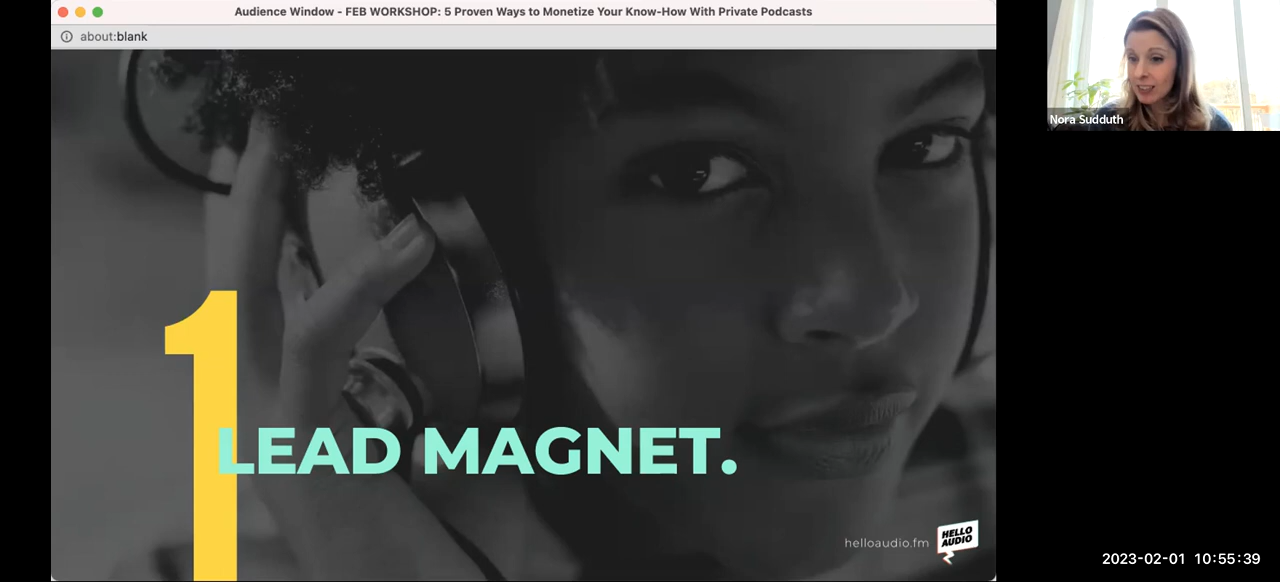 Audience Window - FEB WORKSHOP: 5 Proven Ways to Monetize Your Know-How With Private Podcasts
about:blank
Nora Sudduth
1
LEAD MAGNET.
helloaudio.fm
HELLO
AUDIO
2023-02-01 10:55:39